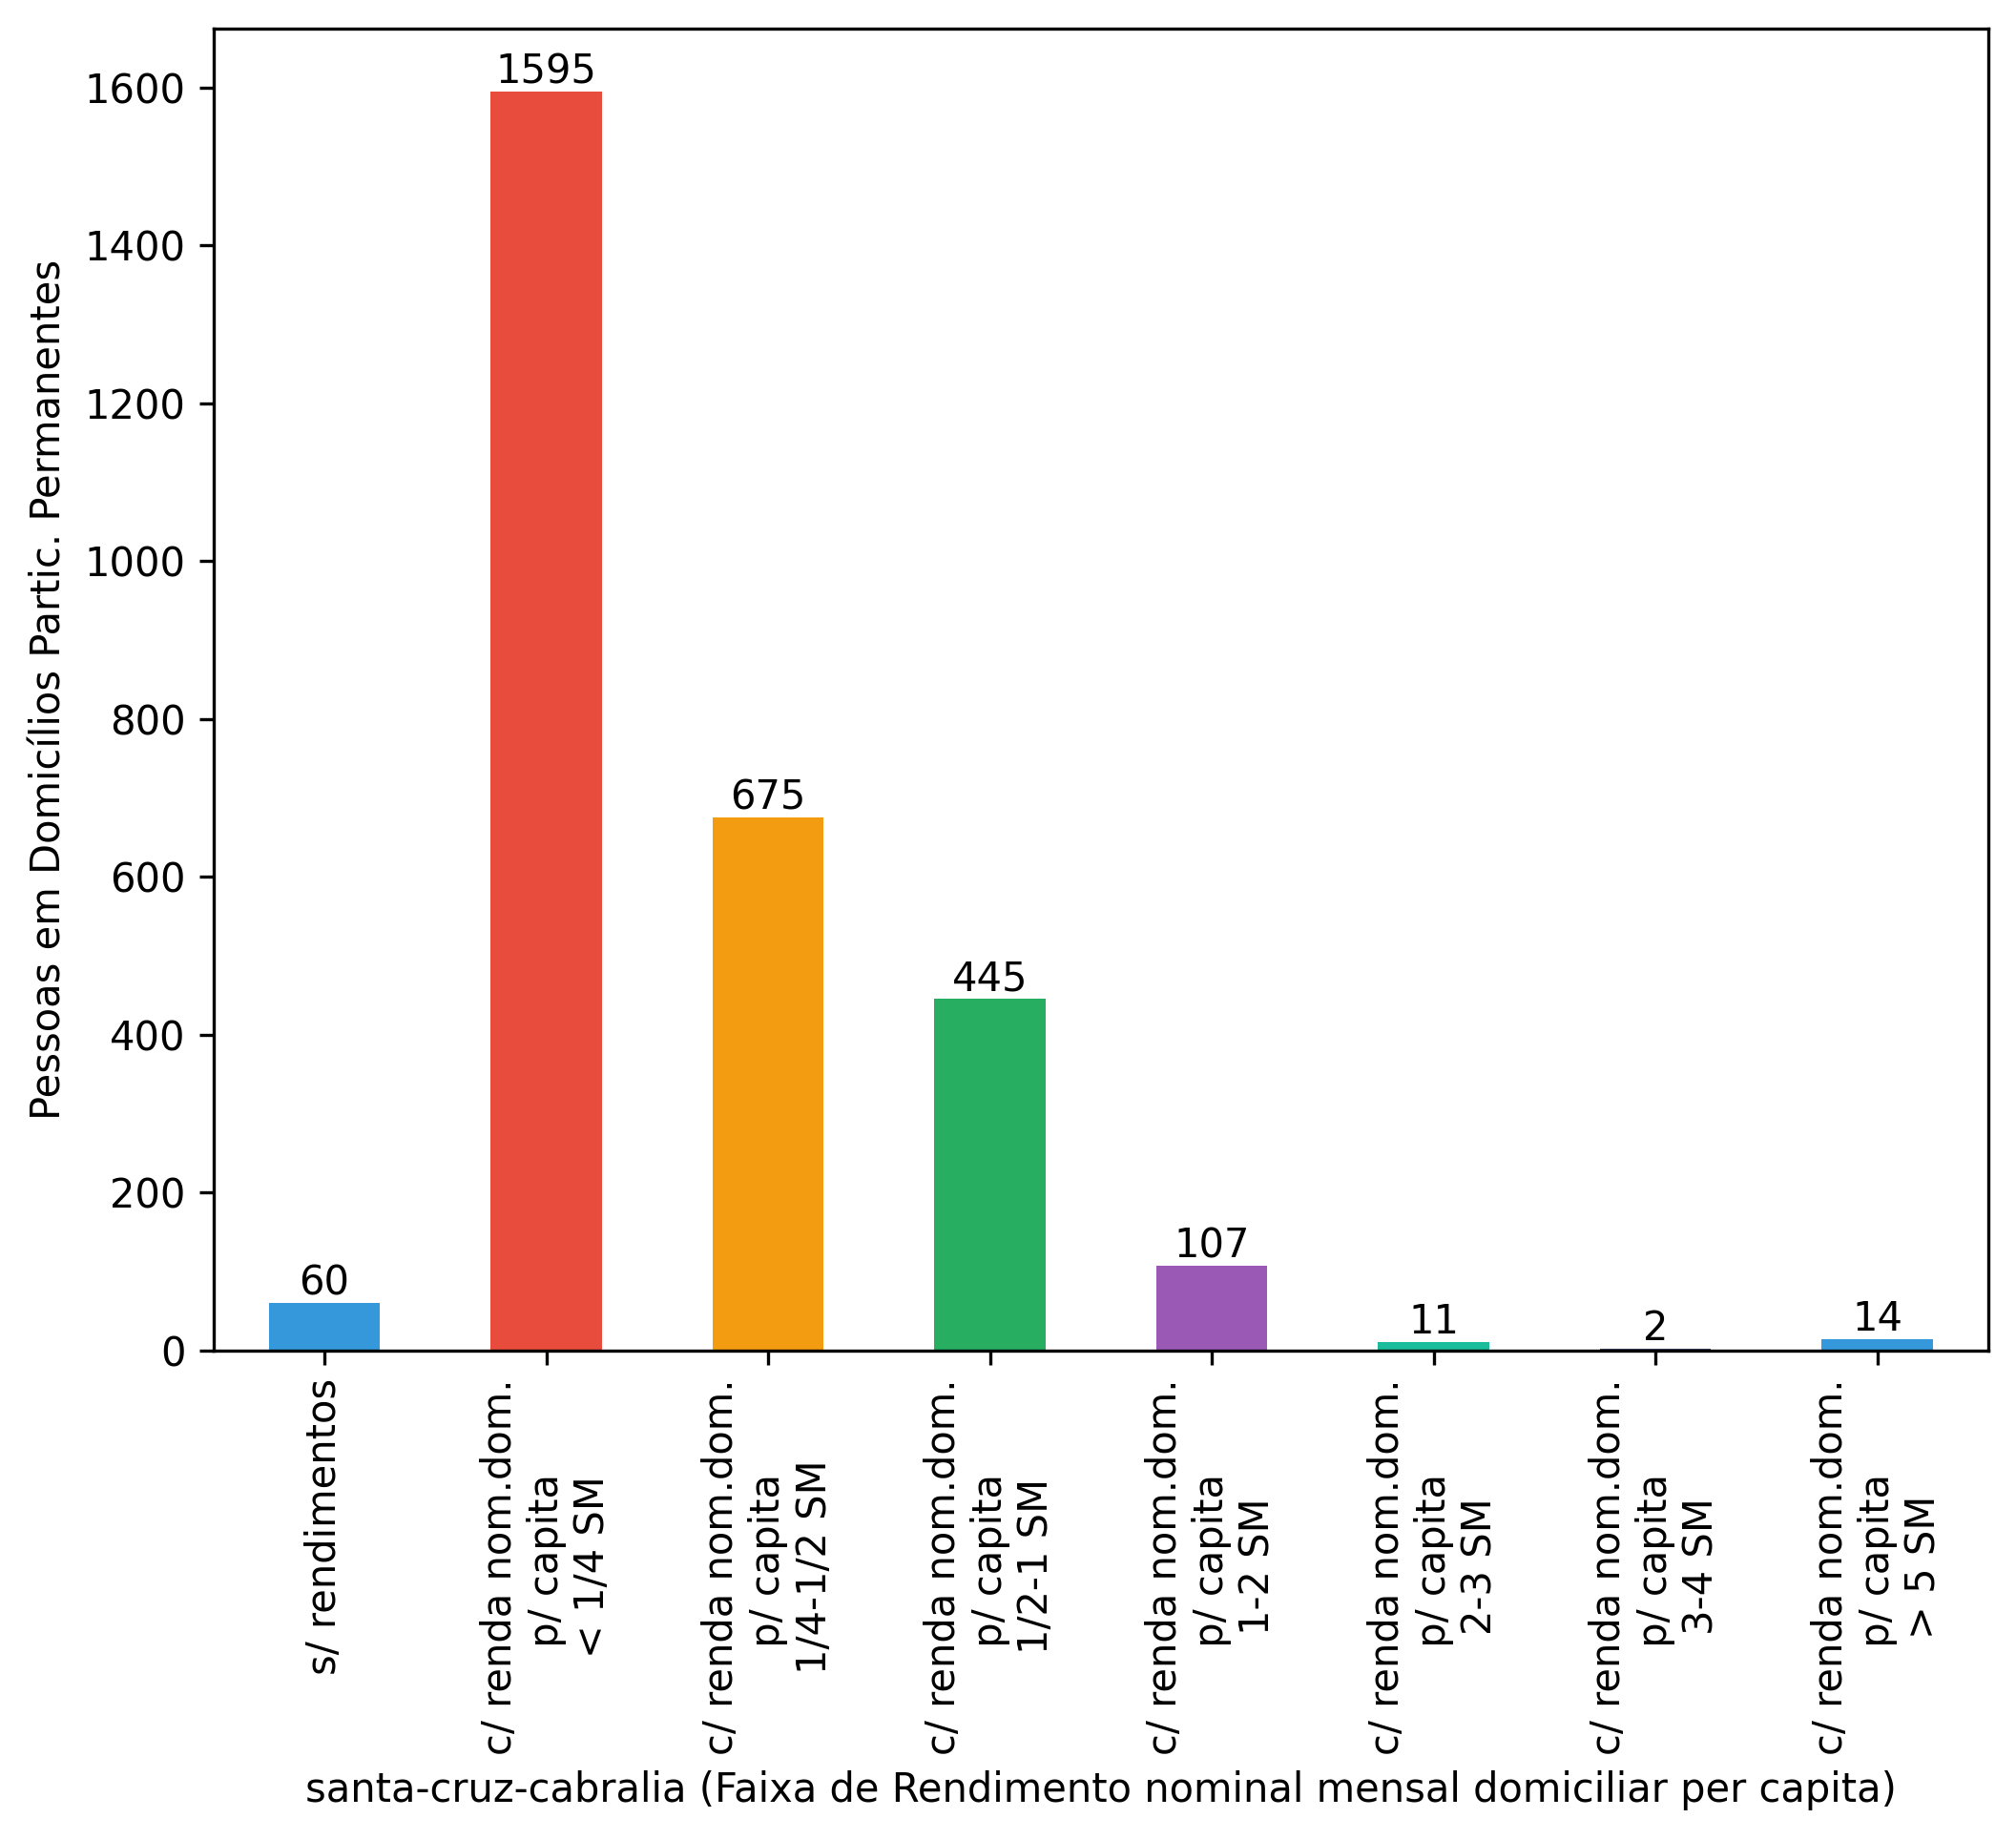 Pessoas em Domicílios Partic. Permanentes
1600
1400
1200
1000
800
600
400
200
0
60
1595
675
445
107
11
2
14
s/ rendimentos
c/ renda nom.dom.
p/ capita
< 1/4 SM
c/ renda nom.dom.
p/ capita
1/4-1/2 SM
c/ renda nom.dom.
p/ capita
1/2-1 SM
c/ renda nom.dom.
p/ capita
1-2 SM
c/ renda nom.dom.
p/ capita
2-3 SM
c/ renda nom.dom.
p/ capita
3-4 SM
c/ renda nom.dom.
p/ capita
> 5 SM
santa-cruz-cabralia (Faixa de Rendimento nominal mensal domiciliar per capita)